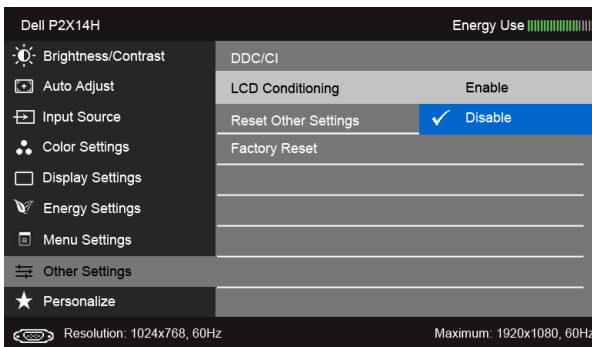 Dell P2X14H Energy Use
Brightness/Contrast DDC/CI
Auto Adjust LCD Conditioning Enable
Input Source Reset Other Settings Disable
Color Settings Factory Reset
Display Settings
Energy Settings
Menu Settings
Other Settings
Personalize
Resolution: 1024x768, 60Hz Maximum: 1920x1080, 60Hz